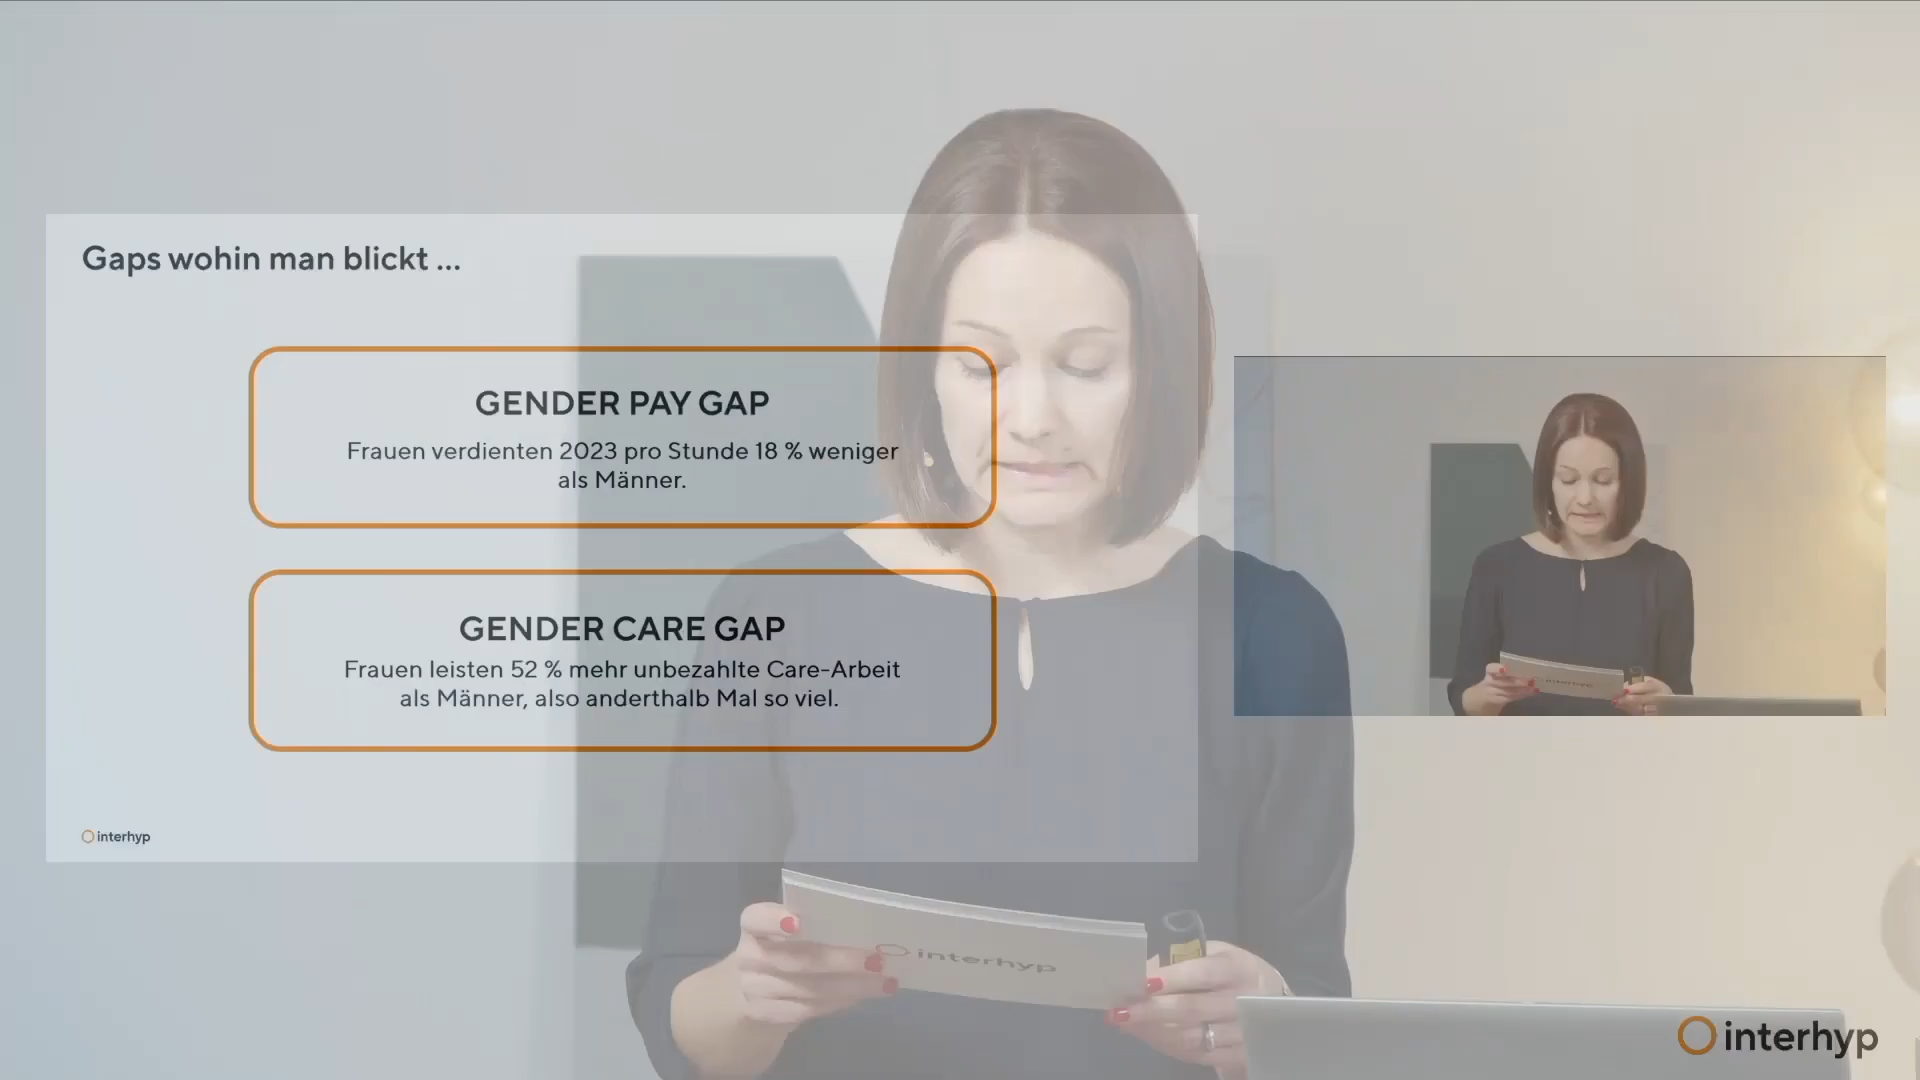 Gaps wohin man blickt ...
GENDER PAY GAP
Frauen verdienten 2023 pro Stunde 18 % weniger
als Männer.
GENDER CARE GAP
Frauen leisten 52 % mehr unbezahlte Care-Arbeit
als Männer, also anderthalb Mal so viel.
interhyp
interhyp
interhyp
interhyp